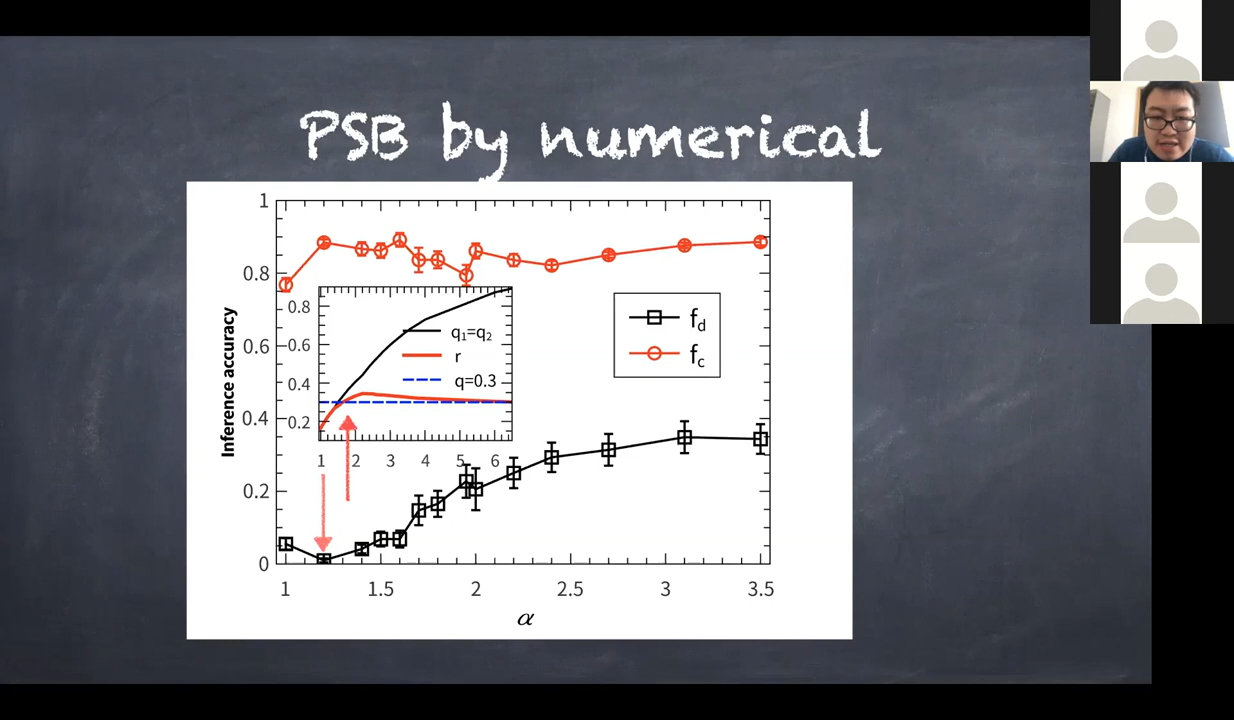 PSB by numerical
1
0.8
0.6
0.4
0.2
0
Inference accuracy
0.8
0.6
0.4
0.2
q₁=q₂
r
q=0.3
1 2 3 4 5 6
f_d
f_c
1 1.5 2 2.5 3 3.5
α